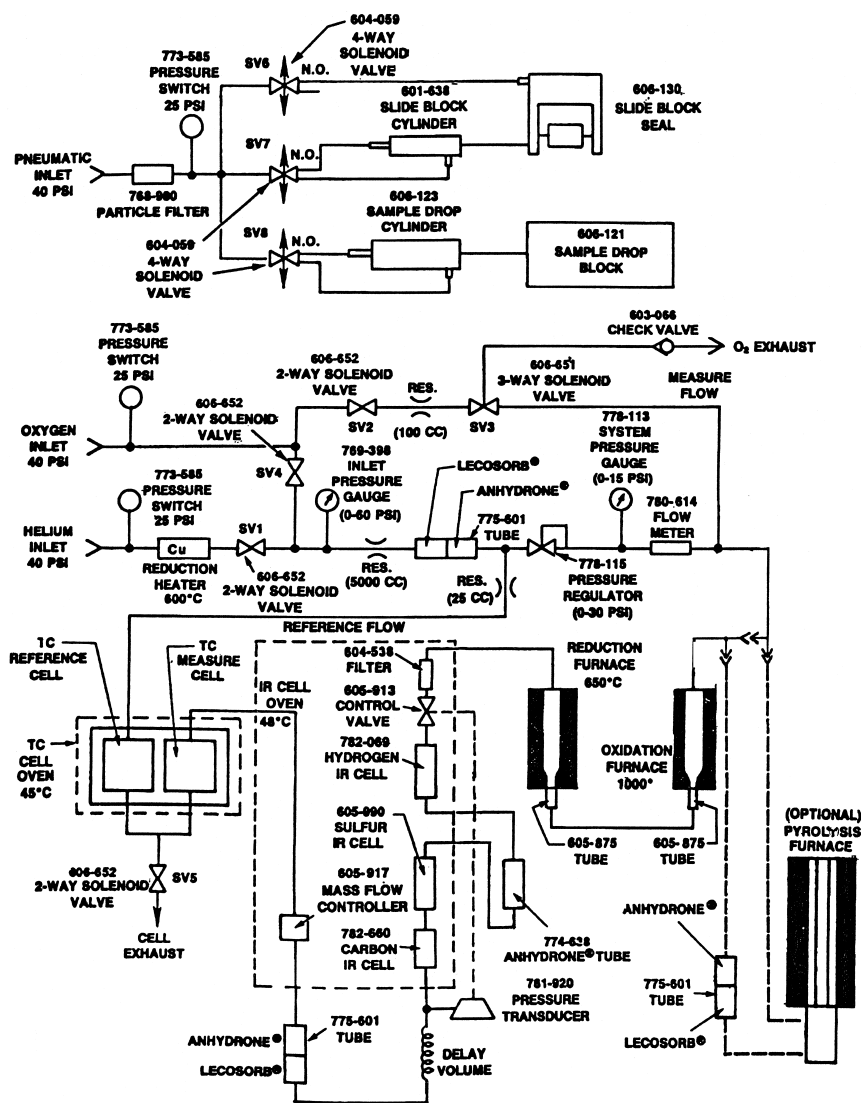 604-059
4-WAY
SOLENOID
VALVE
773-585
PRESSURE
SWITCH
25 PSI
SV6
N.O.
601-638
SLIDE BLOCK
CYLINDER
606-130
SLIDE BLOCK
SEAL
PNEUMATIC
INLET
40 PSI
SV7
N.O.
768-980
PARTICLE FILTER
606-123
SAMPLE DROP
CYLINDER
604-059
4-WAY
SOLENOID
VALVE
SV8
N.O.
606-121
SAMPLE DROP
BLOCK
773-585
PRESSURE
SWITCH
25 PSI
603-066
CHECK VALVE
O₂ EXHAUST
606-652
2-WAY SOLENOID
VALVE
606-652
2-WAY SOLENOID
VALVE
RES.
(100 CC)
606-651
3-WAY SOLENOID
VALVE
MEASURE
FLOW
SV2
SV3
OXYGEN
INLET
40 PSI
SV4
769-398
INLET
PRESSURE
GAUGE
(0-60 PSI)
LECOSORB®
ANHYDRONE®
775-601
TUBE
778-113
SYSTEM
PRESSURE
GAUGE
(0-15 PSI)
780-614
FLOW
METER
773-585
PRESSURE
SWITCH
25 PSI
SV1
HELIUM
INLET
40 PSI
Cu
REDUCTION
HEATER
600°C
606-652
2-WAY SOLENOID
VALVE
RES.
(5000 CC)
RES.
(25 CC)
778-115
PRESSURE
REGULATOR
(0-30 PSI)
REFERENCE FLOW
TC
REFERENCE
CELL
TC
MEASURE
CELL
IR CELL
OVEN
48°C
604-538
FILTER
605-913
CONTROL
VALVE
782-069
HYDROGEN
IR CELL
REDUCTION
FURNACE
650°C
OXIDATION
FURNACE
1000°
TC
CELL
OVEN
45°C
605-990
SULFUR
IR CELL
605-875
TUBE
605-875
TUBE
(OPTIONAL)
PYROLYSIS
FURNACE
606-652
2-WAY SOLENOID
VALVE
SV5
CELL
EXHAUST
605-917
MASS FLOW
CONTROLLER
782-660
CARBON
IR CELL
774-638
ANHYDRONE® TUBE
781-920
PRESSURE
TRANSDUCER
ANHYDRONE®
775-601
TUBE
LECOSORB®
ANHYDRONE®
775-601
TUBE
LECOSORB®
DELAY
VOLUME